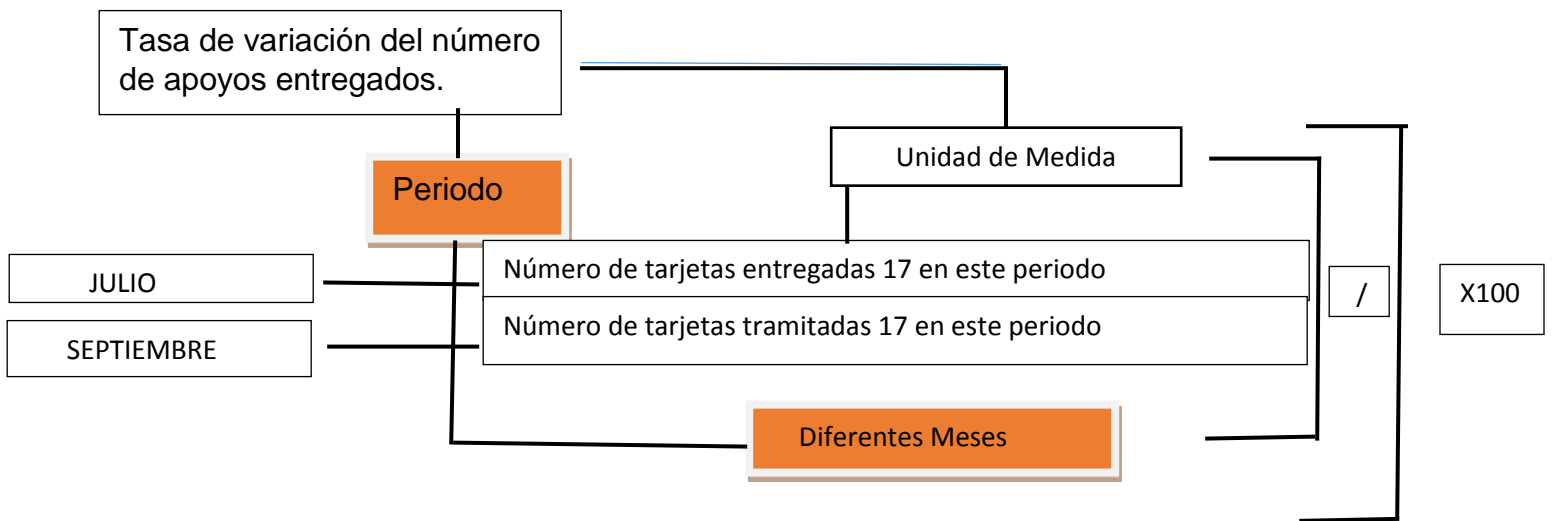 Tasa de variación del número
de apoyos entregados.
Unidad de Medida
Periodo
JULIO
Número de tarjetas entregadas 17 en este periodo
/
X100
SEPTIEMBRE
Número de tarjetas tramitadas 17 en este periodo
Diferentes Meses